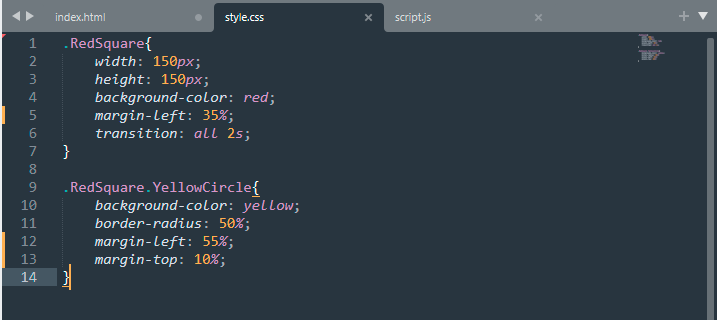 index.html style.css script.js
1 .RedSquare{
2 width: 150px;
3 height: 150px;
4 background-color: red;
5 margin-left: 35%;
6 transition: all 2s;
7 }
8
9 .RedSquare.YellowCircle{
10 background-color: yellow;
11 border-radius: 50%;
12 margin-left: 55%;
13 margin-top: 10%;
14 }